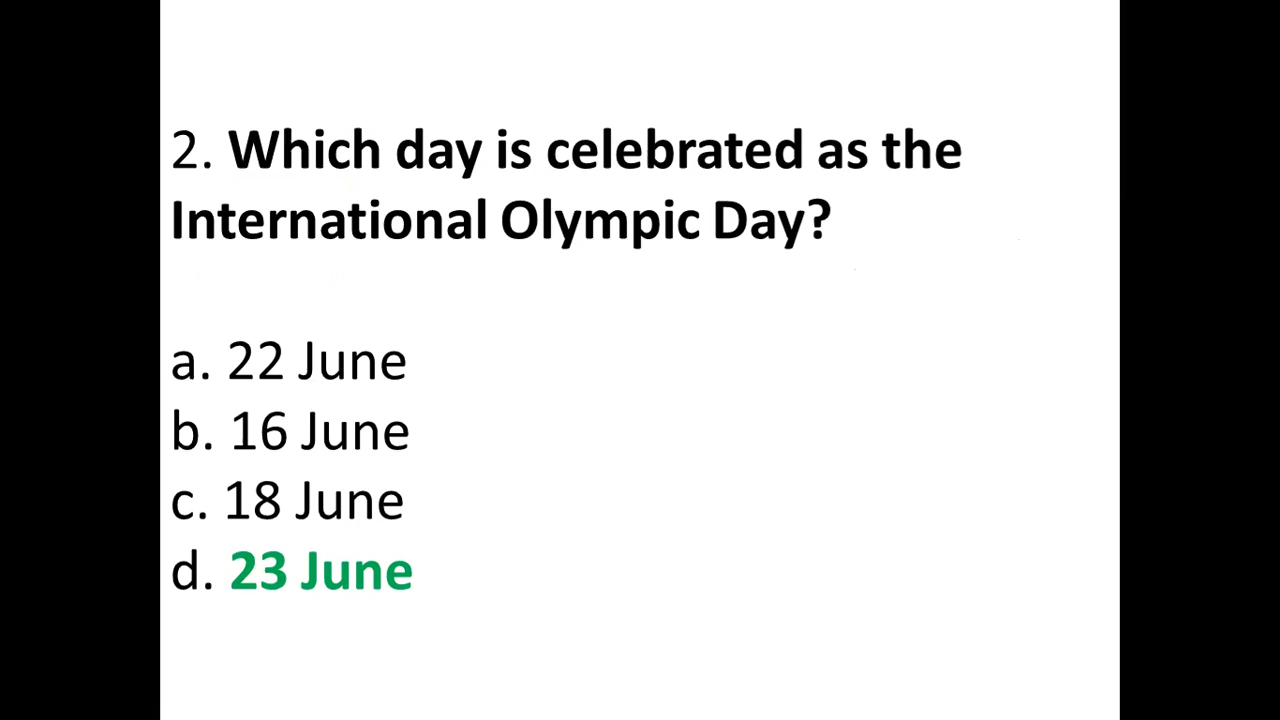 2. Which day is celebrated as the
International Olympic Day?
a. 22 June
b. 16 June
c. 18 June
d. 23 June